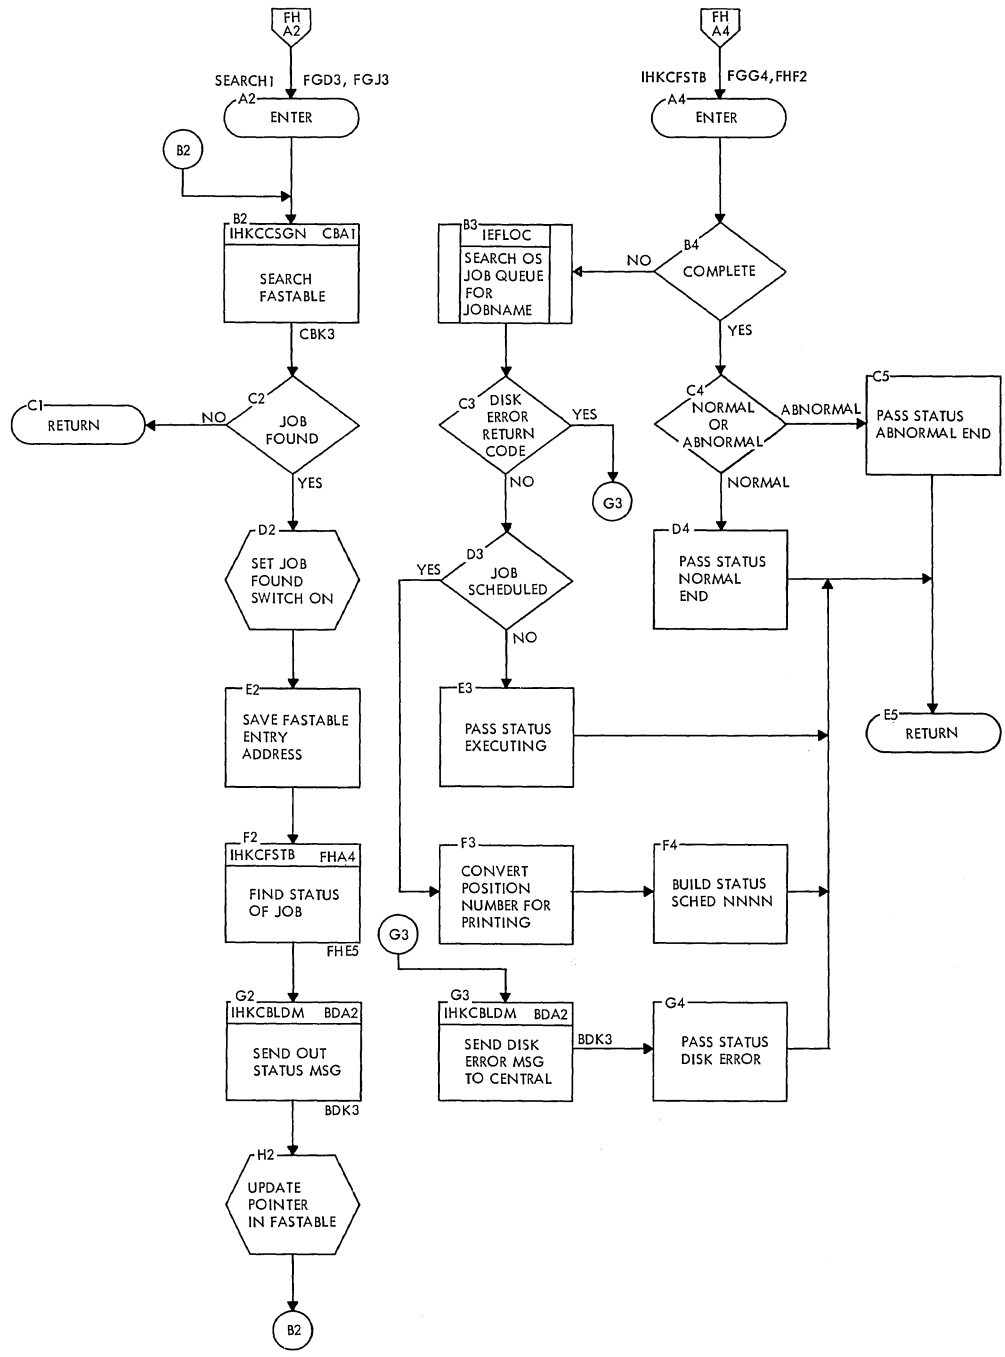 FH
A2
SEARCH1
FGD3, FGJ3
A2
ENTER
B2
B2
IHKCCSGN CBA1
SEARCH
FASTABLE
CBK3
C2
JOB
FOUND
NO
C1
RETURN
YES
D2
SET JOB
FOUND
SWITCH ON
E2
SAVE FASTABLE
ENTRY
ADDRESS
F2
IHKCFSTB FHA4
FIND STATUS
OF JOB
FHE5
G2
IHKCBLDM BDA2
SEND OUT
STATUS MSG
BDK3
H2
UPDATE
POINTER
IN FASTABLE
B2
FH
A4
IHKCFSTB
FGG4, FHF2
A4
ENTER
B4
COMPLETE
NO
YES
B3
IEFLOC
SEARCH OS
JOB QUEUE
FOR
JOBNAME
C3
DISK
ERROR
RETURN
CODE
YES
G3
NO
D3
JOB
SCHEDULED
YES
NO
E3
PASS STATUS
EXECUTING
F3
CONVERT
POSITION
NUMBER FOR
PRINTING
F4
BUILD STATUS
SCHED NNNN
G3
G3
IHKCBLDM BDA2
SEND DISK
ERROR MSG
TO CENTRAL
BDK3
G4
PASS STATUS
DISK ERROR
C4
NORMAL
OR
ABNORMAL
ABNORMAL
NORMAL
C5
PASS STATUS
ABNORMAL END
D4
PASS STATUS
NORMAL
END
E5
RETURN